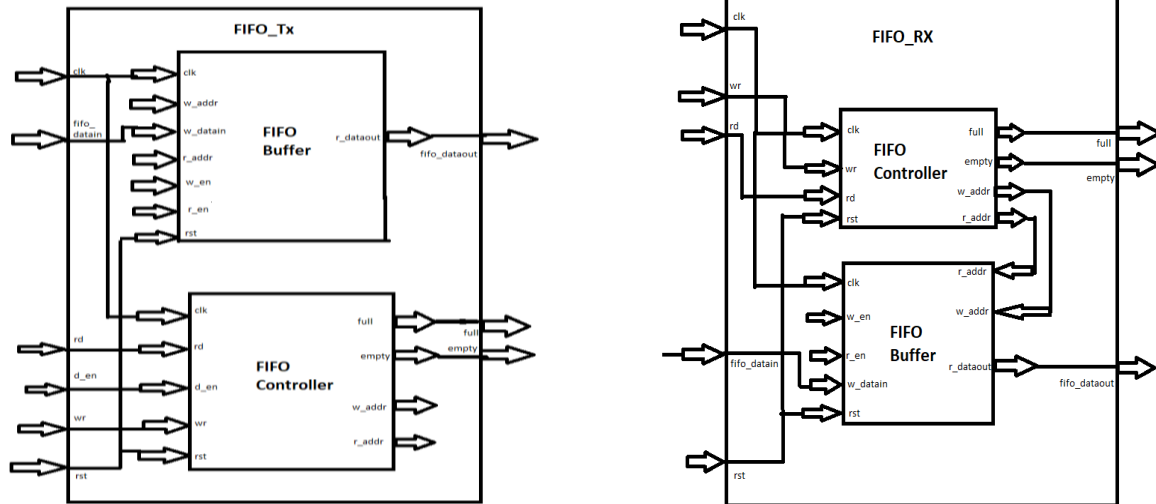 FIFO_Tx
clk
clk
w_addr
fifo_
datain
w_datain
FIFO
Buffer
r_dataout
fifo_dataout
r_addr
w_en
r_en
rst
clk
full
full
rd
rd
empty
empty
FIFO
Controller
d_en
d_en
w_addr
wr
wr
r_addr
rst
rst
clk
FIFO_RX
wr
rd
clk
full
full
FIFO
Controller
empty
empty
wr
w_addr
rd
r_addr
rst
r_addr
clk
w_addr
w_en
FIFO
Buffer
r_en
fifo_datain
r_dataout
w_datain
fifo_dataout
rst
rst